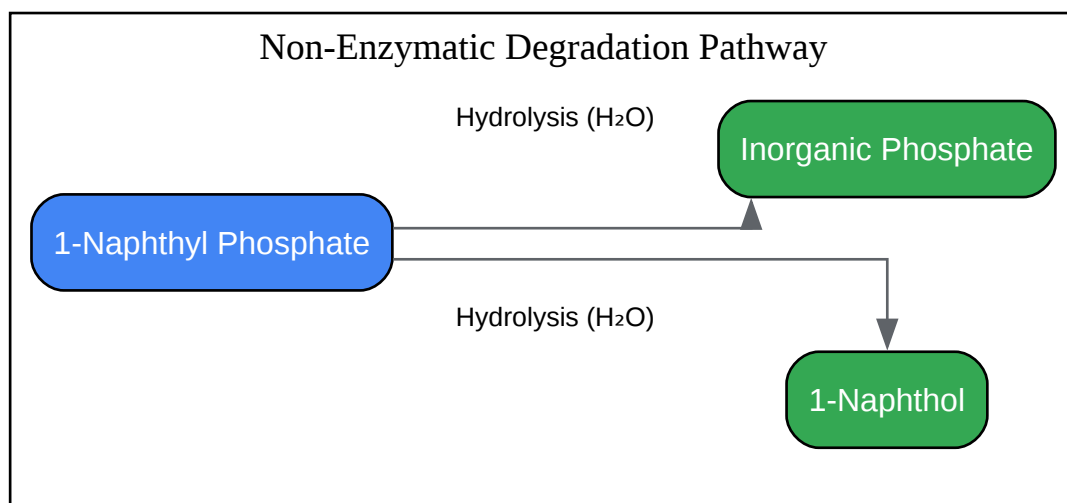 Non-Enzymatic Degradation Pathway
Hydrolysis (H₂O)
Inorganic Phosphate
1-Naphthyl Phosphate
Hydrolysis (H₂O)
1-Naphthol